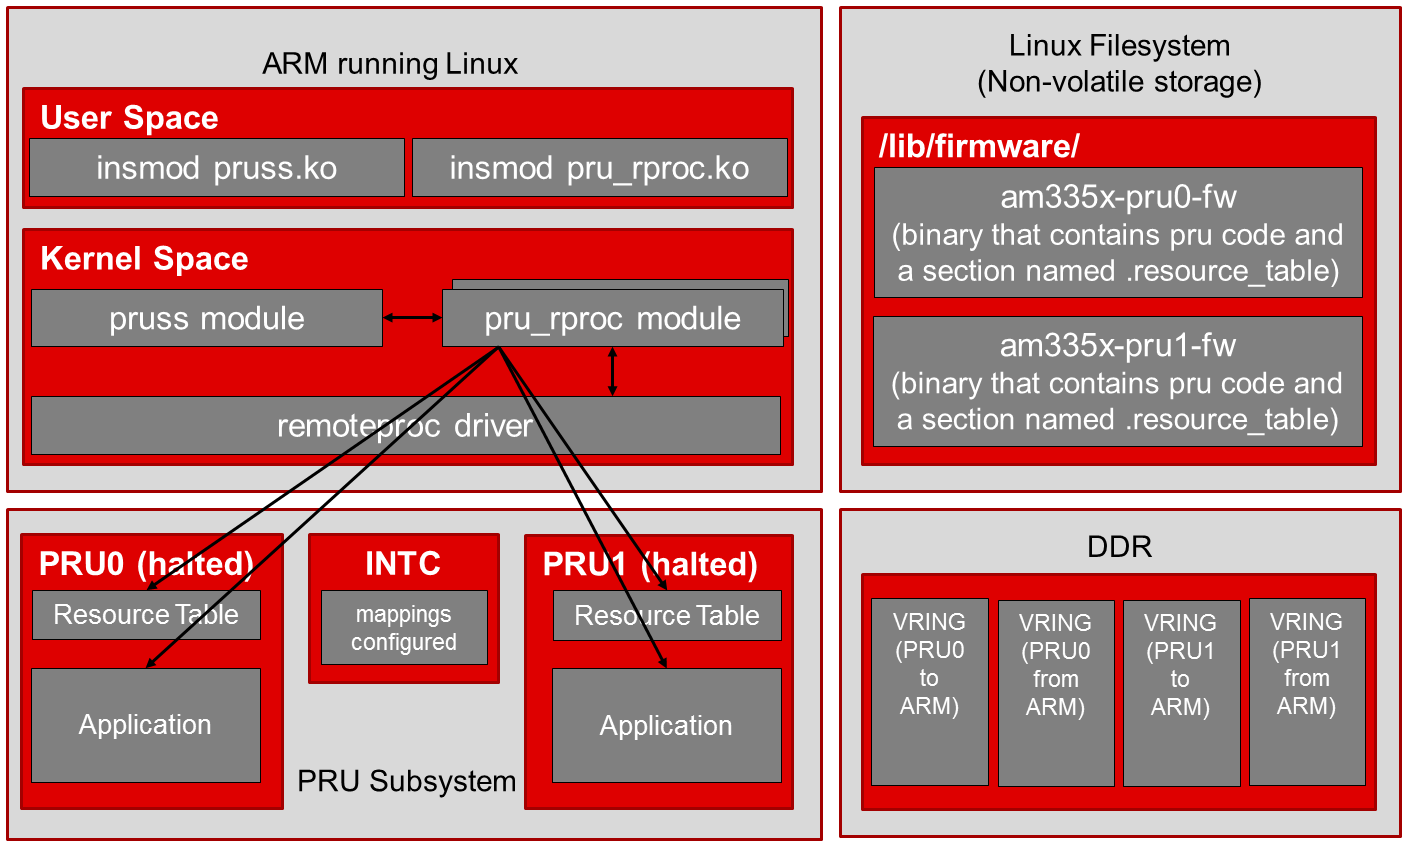 ARM running Linux
User Space
insmod pruss.ko
insmod pru_rproc.ko
Kernel Space
pruss module
pru_rproc module
remoteproc driver
Linux Filesystem
(Non-volatile storage)
/lib/firmware/
am335x-pru0-fw
(binary that contains pru code and
a section named .resource_table)
am335x-pru1-fw
(binary that contains pru code and
a section named .resource_table)
PRU0 (halted)
Resource Table
Application
INTC
mappings
configured
PRU1 (halted)
Resource Table
Application
PRU Subsystem
DDR
VRING
(PRU0
to
ARM)
VRING
(PRU0
from
ARM)
VRING
(PRU1
to
ARM)
VRING
(PRU1
from
ARM)